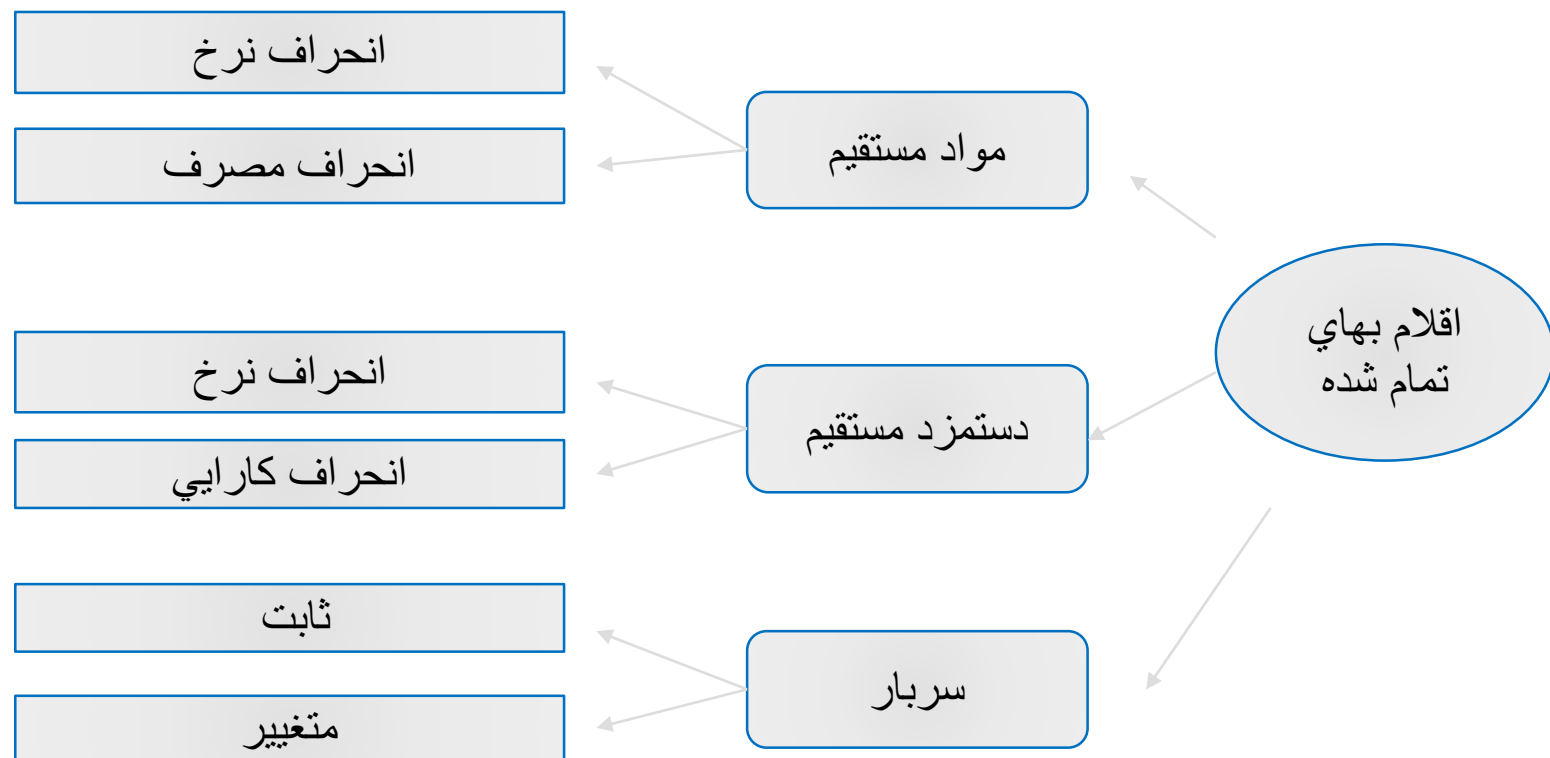 اقلام بهاي
تمام شده
مواد مستقيم
انحراف نرخ
انحراف مصرف
دستمزد مستقيم
انحراف نرخ
انحراف كارايي
سربار
ثابت
متغيير